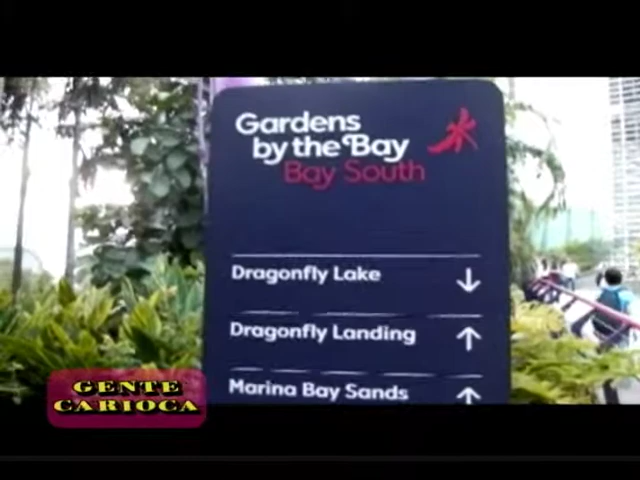 Gardens
by the Bay
Bay South
Dragonfly Lake ↓
Dragonfly Landing ↑
Marina Bay Sands ↑
GENTE
CARIOCA